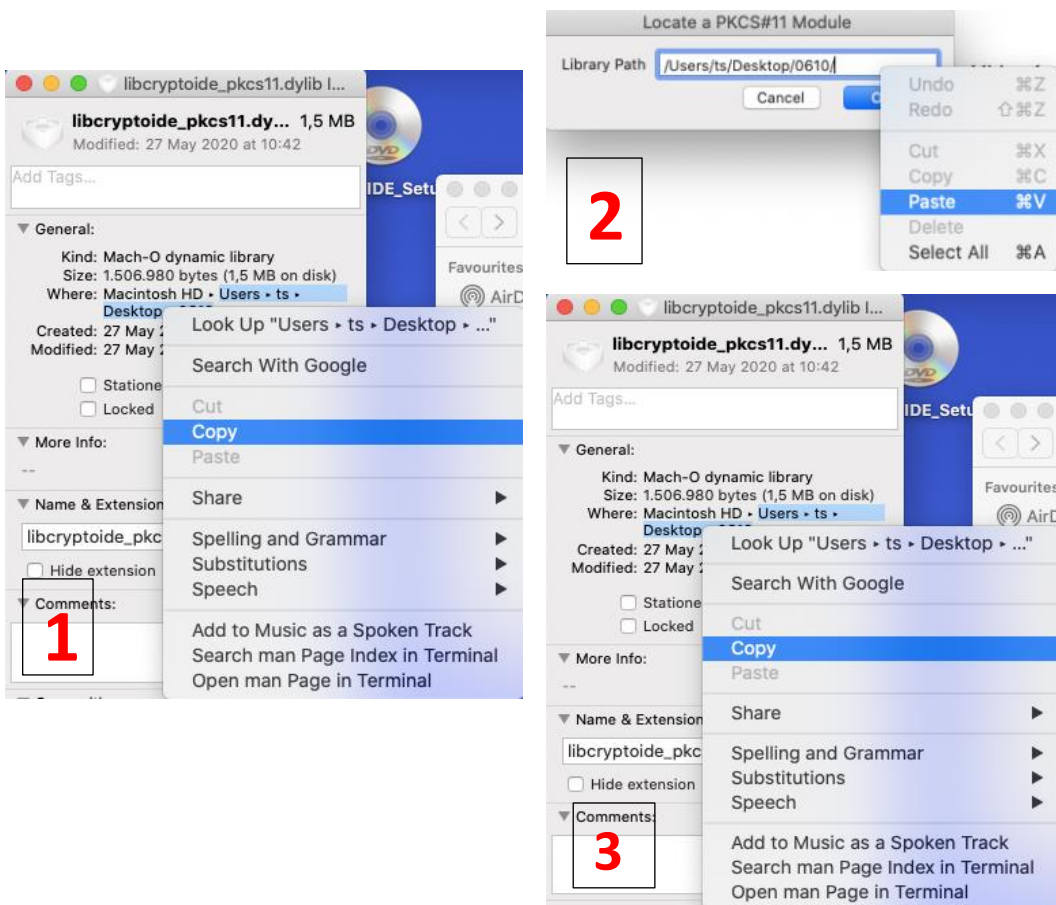 libcryptoide_pkcs11.dylib I...
libcryptoide_pkcs11.dy... 1,5 MB
Modified: 27 May 2020 at 10:42
Add Tags...
General:
Kind: Mach-O dynamic library
Size: 1.506.980 bytes (1,5 MB on disk)
Where: Macintosh HD ▸ Users ▸ ts ▸
Desktop
Created: 27 May
Modified: 27 May
Locked
More Info:
--
Name & Extension
libcryptoide_pkc
Hide extension
Comments:
1
Look Up "Users ▸ ts ▸ Desktop ▸ ..."
Search With Google
Cut
Copy
Paste
Share
Spelling and Grammar
Substitutions
Speech
Add to Music as a Spoken Track
Search man Page Index in Terminal
Open man Page in Terminal
DVD
IDE_Setu
Favourites
AirD
Locate a PKCS#11 Module
Library Path /Users/ts/Desktop/0610/
Cancel
Undo ⌘Z
Redo ⇧⌘Z
Cut ⌘X
Copy ⌘C
Paste ⌘V
Delete
Select All ⌘A
2
libcryptoide_pkcs11.dylib I...
libcryptoide_pkcs11.dy... 1,5 MB
Modified: 27 May 2020 at 10:42
Add Tags...
General:
Kind: Mach-O dynamic library
Size: 1.506.980 bytes (1,5 MB on disk)
Where: Macintosh HD ▸ Users ▸ ts ▸
Desktop
Created: 27 May
Modified: 27 May
Locked
More Info:
--
Name & Extension
libcryptoide_pkc
Hide extension
Comments:
3
Look Up "Users ▸ ts ▸ Desktop ▸ ..."
Search With Google
Cut
Copy
Paste
Share
Spelling and Grammar
Substitutions
Speech
Add to Music as a Spoken Track
Search man Page Index in Terminal
Open man Page in Terminal
DVD
IDE_Setu
Favourites
AirD